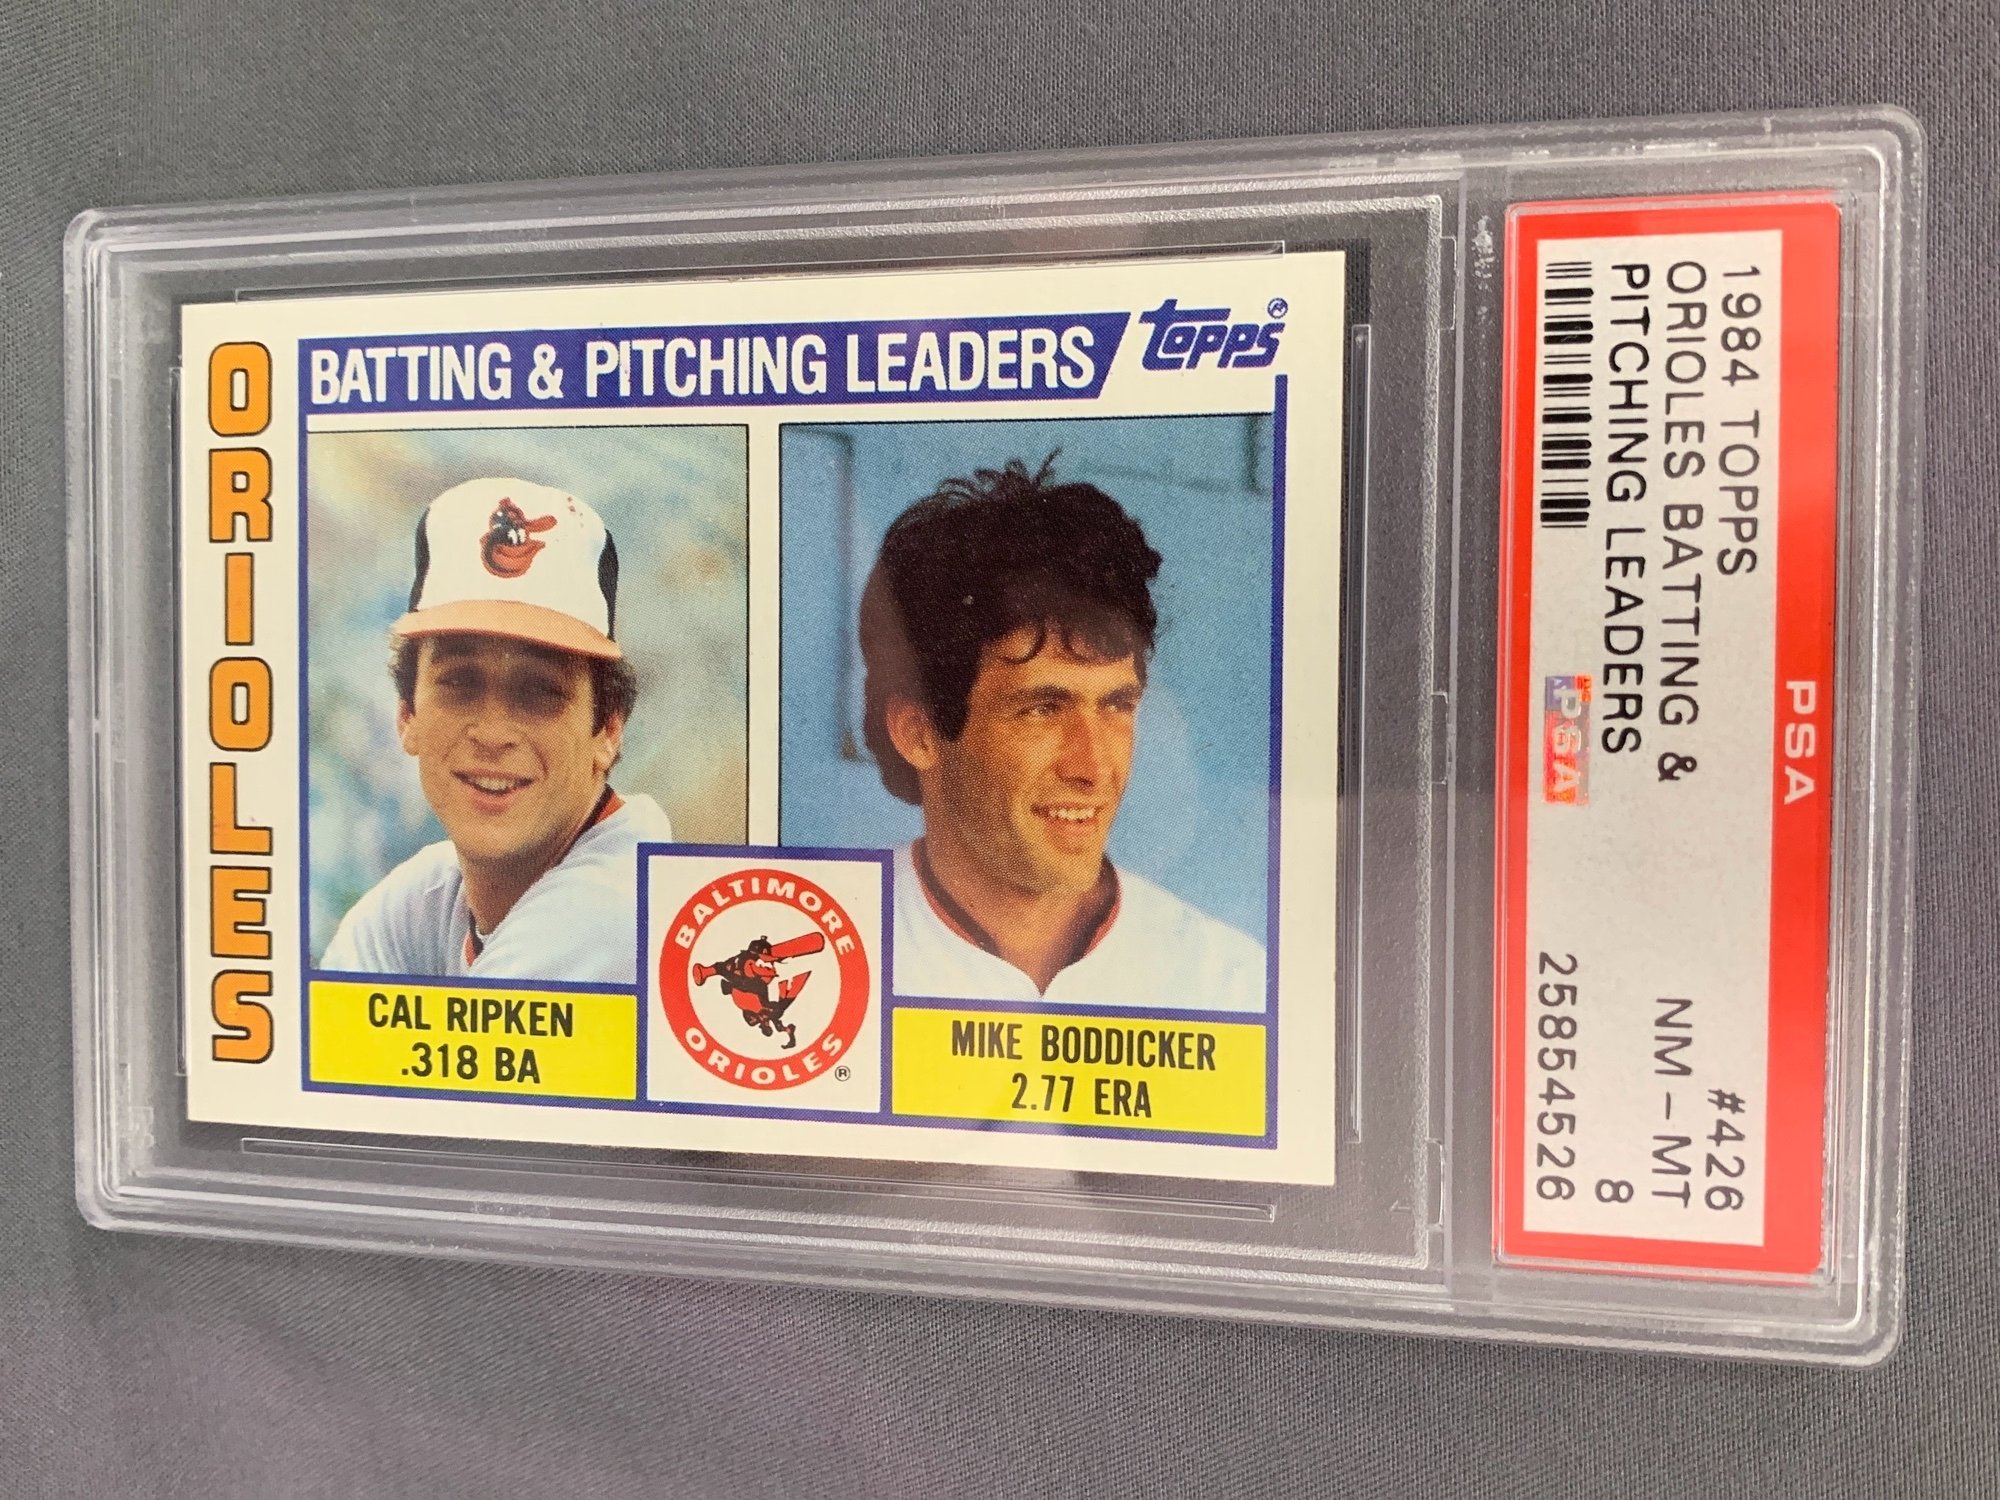 ORIOLES
BATTING & PITCHING LEADERS
topps®
CAL RIPKEN
.318 BA
BALTIMORE
ORIOLES
®
MIKE BODDICKER
2.77 ERA
PSA
1984 TOPPS #426
ORIOLES BATTING & NM-MT
PITCHING LEADERS 8
PSA 25854526